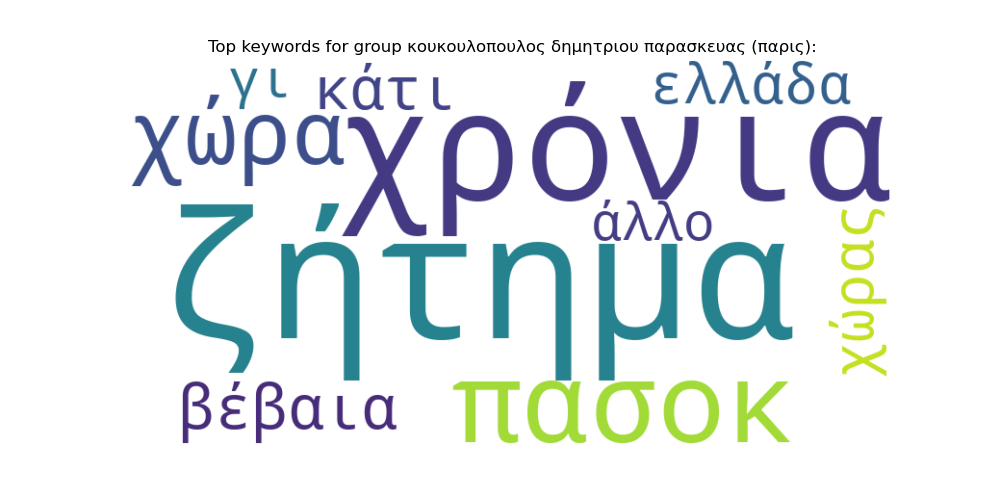 Top keywords for group κουκουλοπουλος δημητριου παρασκευας (παρις):
γι κάτι ελλάδα
χώρα χρόνια
άλλο
ζήτημα χώρας
βέβαια πασοκ